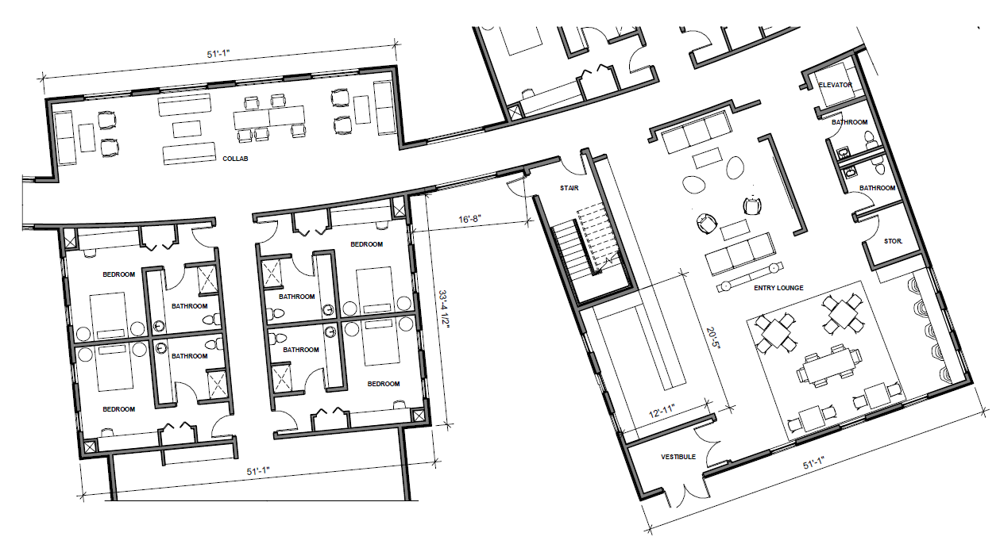 51'-1"
ELEVATOR
BATHROOM
COLLAB
STAIR
BATHROOM
16'-8"
STOR.
BEDROOM
BEDROOM
ENTRY LOUNGE
BATHROOM
BATHROOM
33'-4 1/2"
20'-5"
BATHROOM
BATHROOM
BEDROOM
BEDROOM
12'-11"
VESTIBULE
51'-1"
51'-1"